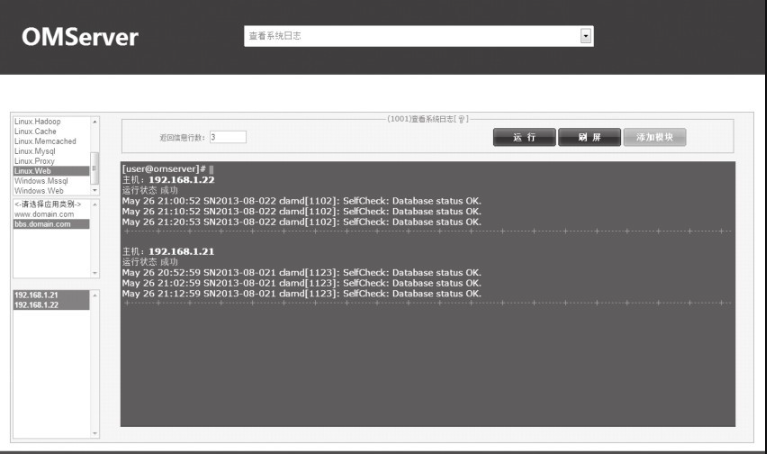 OMServer
查看系统日志
Linux.Hadoop
Linux.Cache
Linux.Memcached
Linux.Mysql
Linux.Proxy
Linux.Web
Windows.Mssql
Windows.Web
<-请选择应用类别->
www.domain.com
bbs.domain.com
192.168.1.21
192.168.1.22
[1001]查看系统日志
返回信息行数: 3
运 行
刷 屏
添加模块
[user@omserver]#
主机: 192.168.1.22
运行状态 成功
May 26 21:00:52 SN2013-08-022 clamd[1102]: SelfCheck: Database status OK.
May 26 21:10:52 SN2013-08-022 clamd[1102]: SelfCheck: Database status OK.
May 26 21:20:53 SN2013-08-022 clamd[1102]: SelfCheck: Database status OK.
主机: 192.168.1.21
运行状态 成功
May 26 20:52:59 SN2013-08-021 clamd[1123]: SelfCheck: Database status OK.
May 26 21:02:59 SN2013-08-021 clamd[1123]: SelfCheck: Database status OK.
May 26 21:12:59 SN2013-08-021 clamd[1123]: SelfCheck: Database status OK.